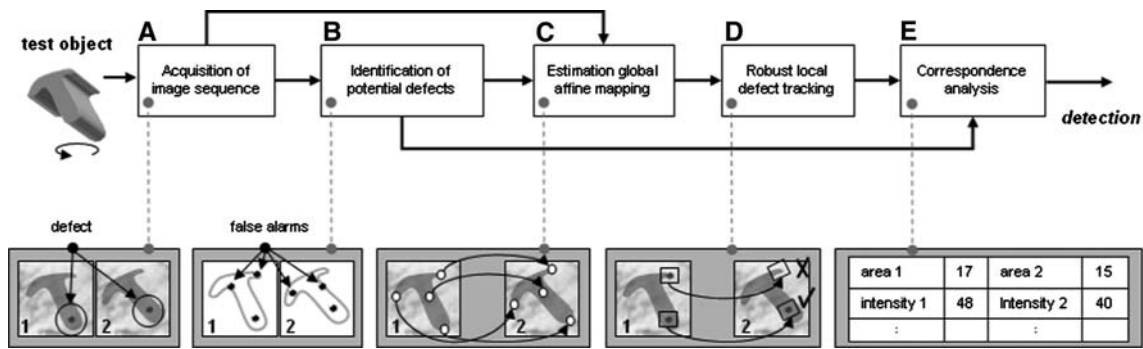 A B C D E
test object
Acquisition of
image sequence
Identification of
potential defects
Estimation global
affine mapping
Robust local
defect tracking
Correspondence
analysis
detection
defect
false alarms
1 2
1 2
1 2
1 2
area 1 17 area 2 15
intensity 1 48 Intensity 2 40
: :